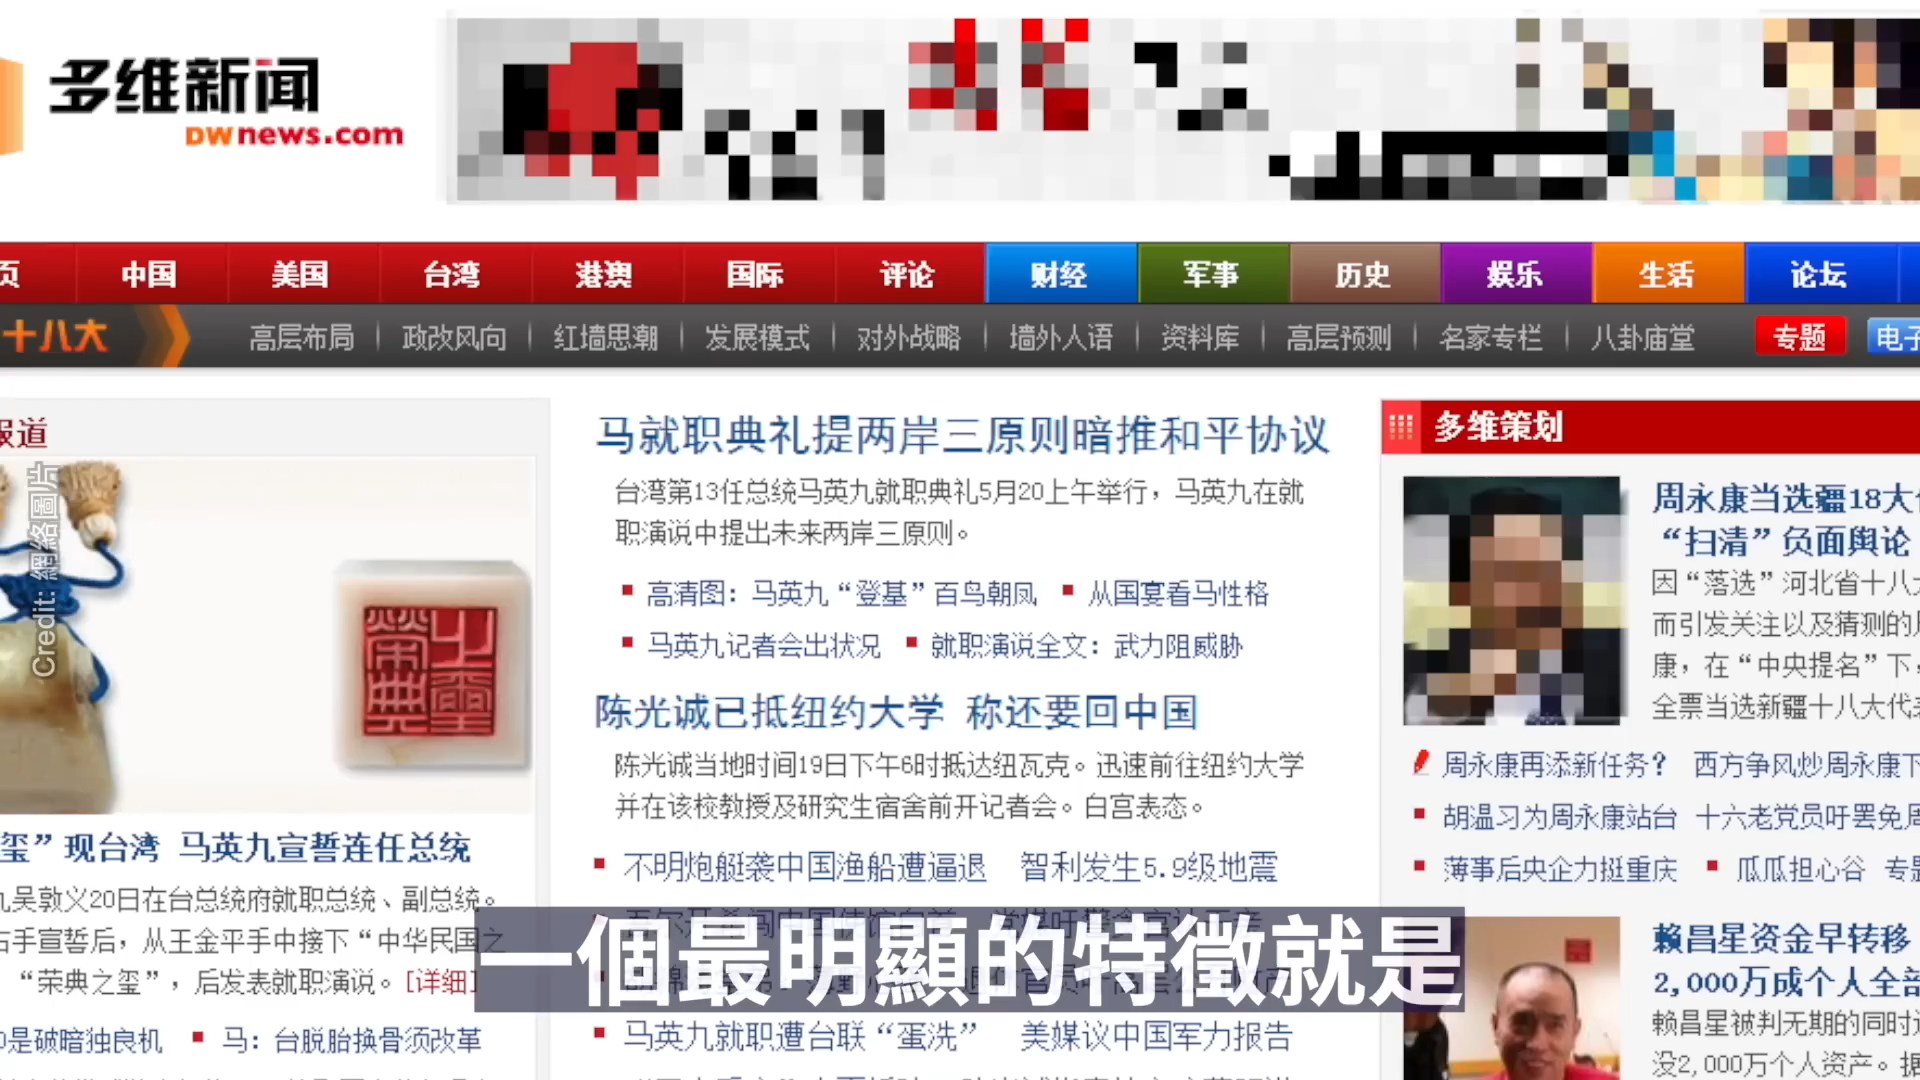 多维新闻
DWnews.com
页 中国 美国 台湾 港澳 国际 评论 财经 军事 历史 娱乐 生活 论坛
十八大 高层布局 政改风向 红墙思潮 发展模式 对外战略 墙外人语 资料库 高层预测 名家专栏 八卦庙堂 专题 电子
报道
Credit: 網絡圖片
玺”现台湾 马英九宣誓连任总统
九吴敦义20日在台总统府就职总统、副总统。
右手宣誓后，从王金平手中接下“中华民国之
“荣典之玺”，后发表就职演说。[详细]
是破暗独良机 马：台脱胎换骨须改革
马就职典礼提两岸三原则暗推和平协议
台湾第13任总统马英九就职典礼5月20上午举行，马英九在就
职演说中提出未来两岸三原则。
高清图：马英九“登基”百鸟朝凤 从国宴看马性格
马英九记者会出状况 就职演说全文：武力阻威胁
陈光诚已抵纽约大学 称还要回中国
陈光诚当地时间19日下午6时抵达纽瓦克。迅速前往纽约大学
并在该校教授及研究生宿舍前开记者会。白宫表态。
不明炮艇袭中国渔船遭逼退 智利发生5.9级地震
一個最明顯的特徵就是
马英九就职遭台联“蛋洗” 美媒议中国军力报告
多维策划
周永康当选疆18大代
“扫清”负面舆论
因“落选”河北省十八大
而引发关注以及猜测的周
康，在“中央提名”下，
全票当选新疆十八大代表
周永康再添新任务？ 西方争风炒周永康下
胡温习为周永康站台 十六老党员吁罢免周
薄事后央企力挺重庆 瓜瓜担心谷 专题
赖昌星资金早转移
2,000万成个人全部
赖昌星被判无期的同时
没2,000万个人资产。据